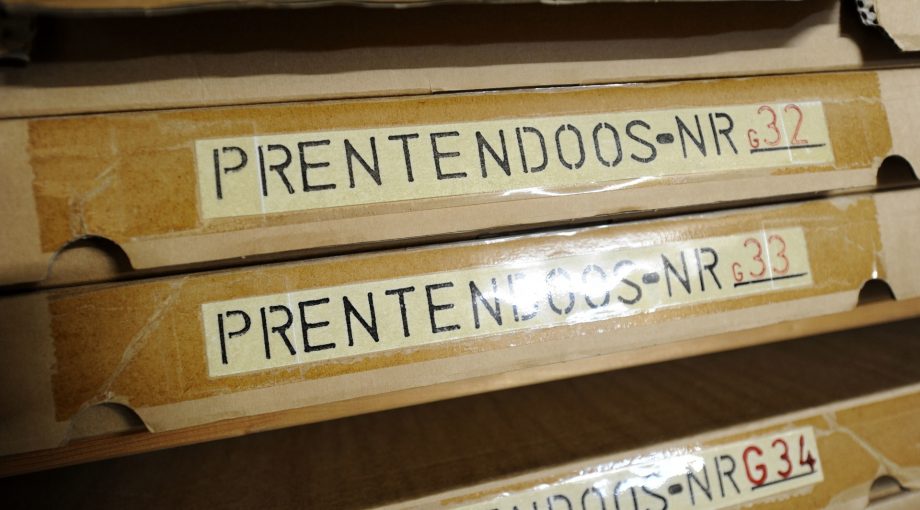 PRENTENDOOS-NR G32
PRENTENDOOS-NR G33
NDOOS-NR G34